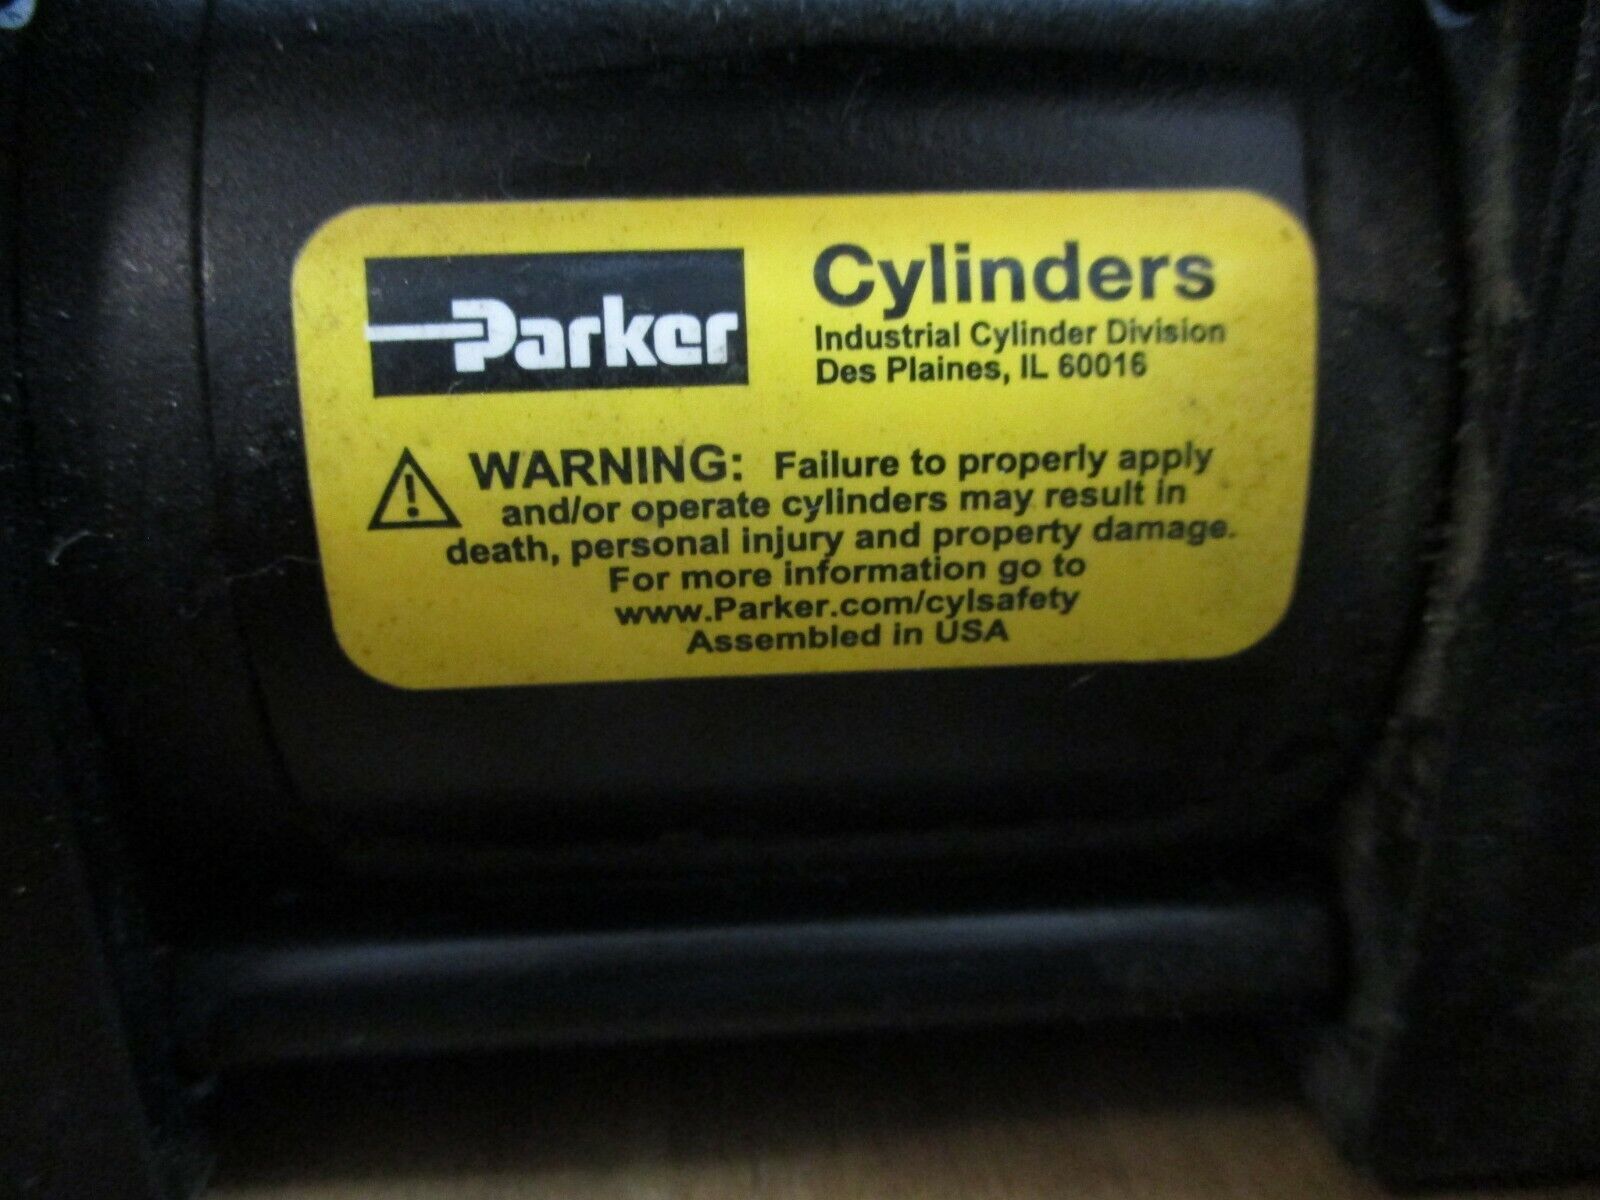 Parker
Cylinders
Industrial Cylinder Division
Des Plaines, IL 60016
WARNING: Failure to properly apply
and/or operate cylinders may result in
death, personal injury and property damage.
For more information go to
www.Parker.com/cylsafety
Assembled in USA